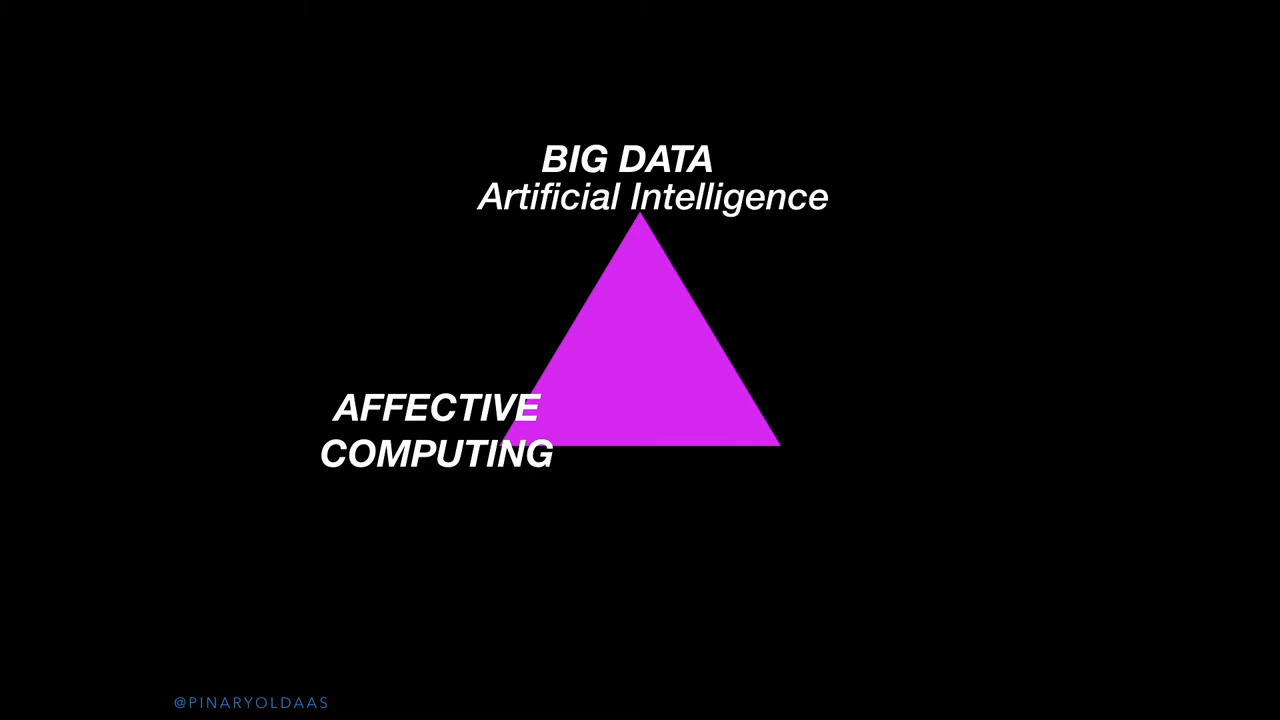 BIG DATA
Artificial Intelligence
AFFECTIVE
COMPUTING
@PINARYOLDAAS